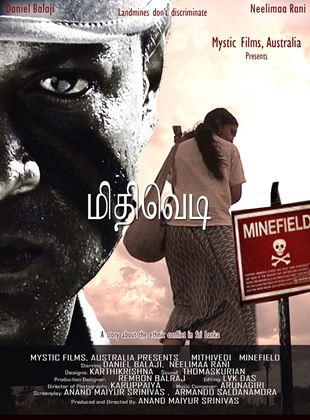 Daniel Balaji
Landmines don't discriminate
Neelimaa Rani
Mystic Films, Australia
Presents
மிதிவெடி
MINEFIELD
A story about the ethnic conflict in Sri Lanka
MYSTIC FILMS, AUSTRALIA PRESENTS MITHIVEDI MINEFIELD
Starring DANIEL BALAJI, NEELIMAA RANI
Designs: KARTHIKRISHNA Sound THOMASKURIAN
Production Designer: REMBON BALRAJ Editing: LVK DAS
Director of Photography: KARUPPAIYA Music Composer: ARUNAGIRI
Screenplay: ANAND MAIYUR SRINIVAS , ARMANDO SALDANAMDRA
Produced and Directed by: ANAND MAIYUR SRINIVAS